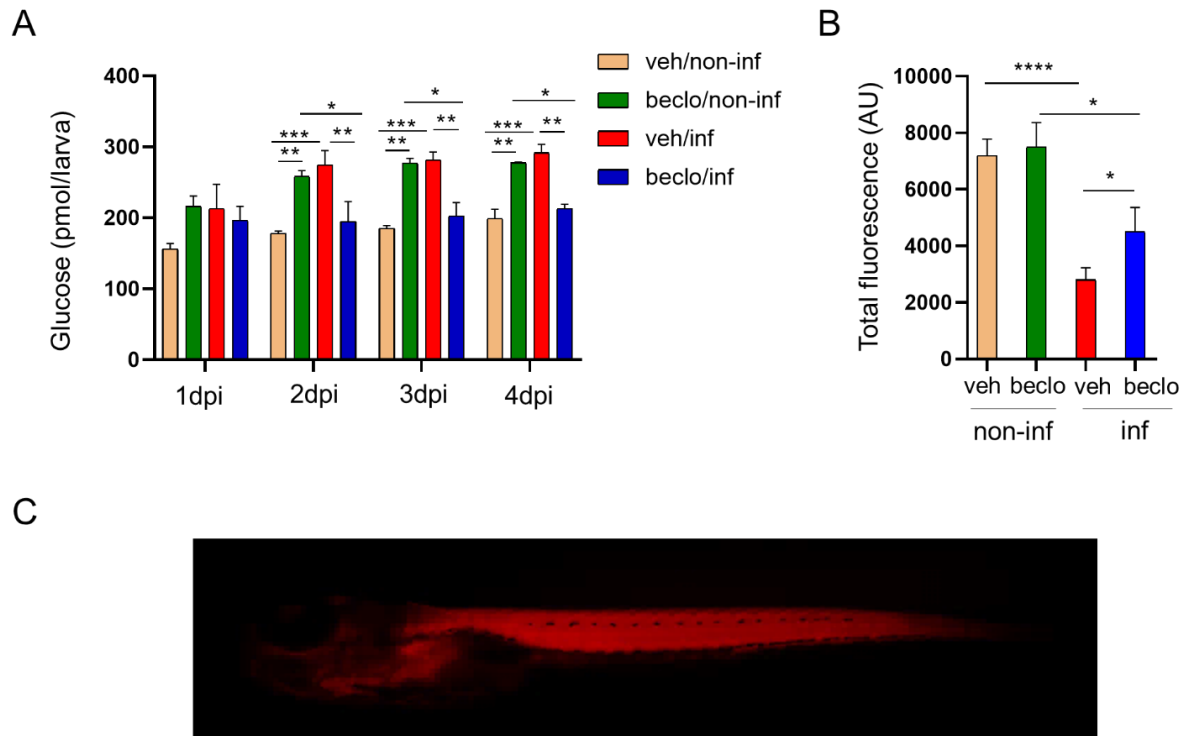 A
Glucose (pmol/larva)
400
300
200
100
0
*
***
**
**
*
***
**
**
*
***
**
**
1dpi
2dpi
3dpi
4dpi
veh/non-inf
beclo/non-inf
veh/inf
beclo/inf
B
Total fluorescence (AU)
10000
8000
6000
4000
2000
0
****
*
*
veh beclo veh beclo
non-inf inf
C